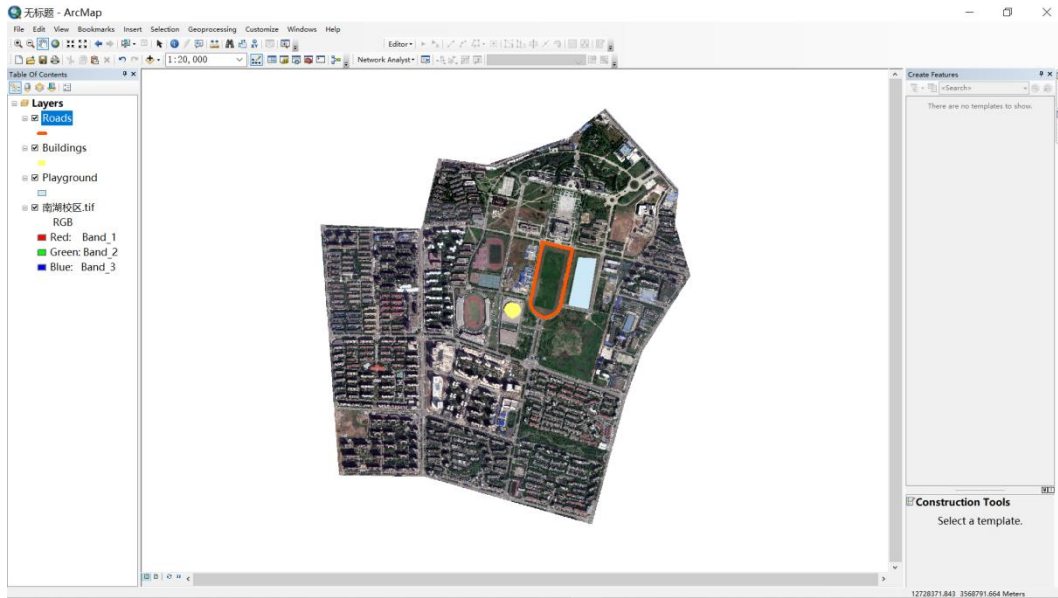 无标题 - ArcMap
File Edit View Bookmarks Insert Selection Geoprocessing Customize Windows Help
Editor
1:20,000
Network Analyst
Table Of Contents
Layers
Roads
Buildings
Playground
南湖校区.tif
RGB
Red: Band_1
Green: Band_2
Blue: Band_3
Create Features
<Search>
There are no templates to show.
Construction Tools
Select a template.
12728371.843 3568791.664 Meters